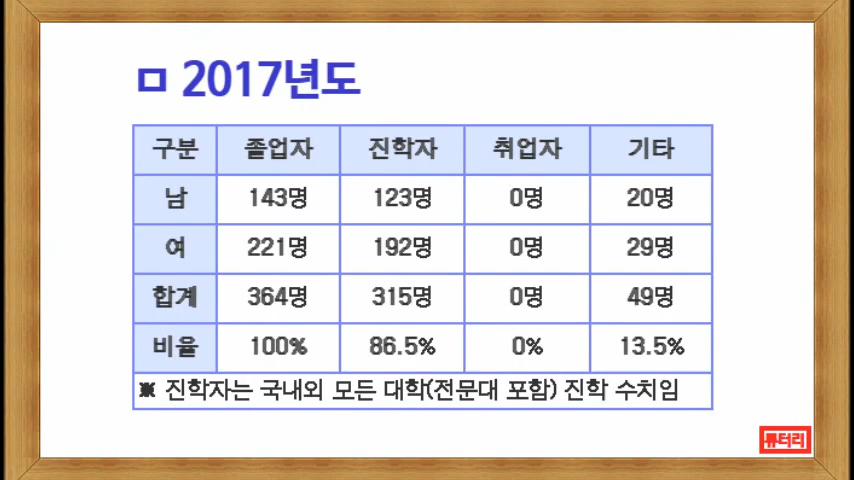 ㅁ 2017년도
구분 졸업자 진학자 취업자 기타
남 143명 123명 0명 20명
여 221명 192명 0명 29명
합계 364명 315명 0명 49명
비율 100% 86.5% 0% 13.5%
※ 진학자는 국내외 모든 대학(전문대 포함) 진학 수치임
튜터리